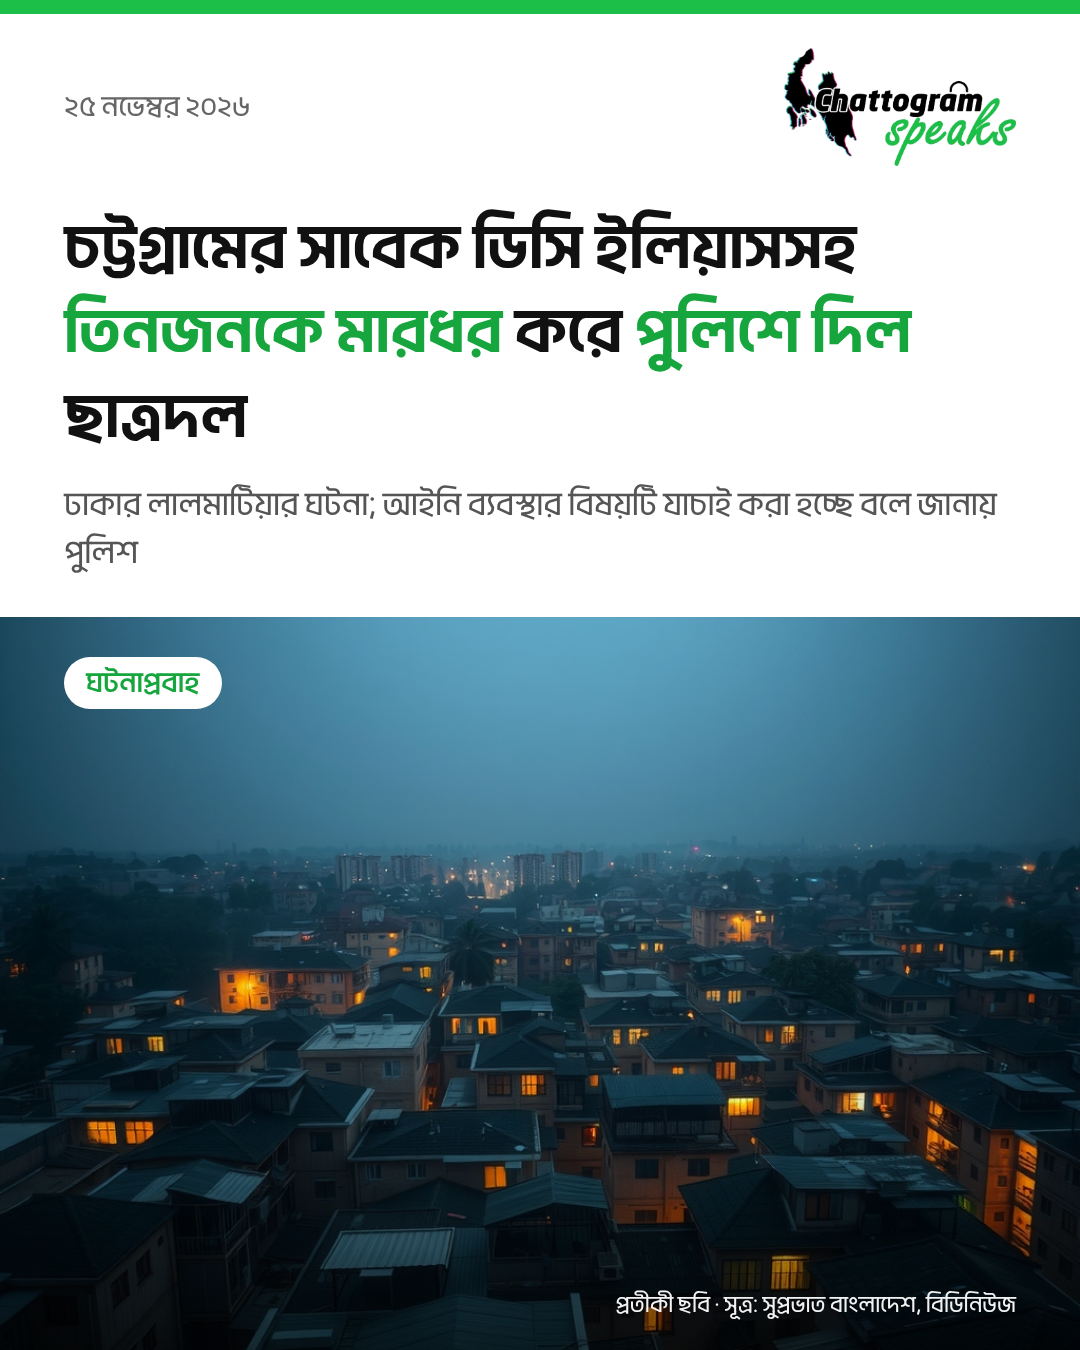 ২৫ নভেম্বর ২০২৬
Chattogram
speaks
চট্টগ্রামের সাবেক ডিসি ইলিয়াসসহ
তিনজনকে মারধর করে পুলিশে দিল
ছাত্রদল
ঢাকার লালমাটিয়ার ঘটনা; আইনি ব্যবস্থার বিষয়টি যাচাই করা হচ্ছে বলে জানায়
পুলিশ
ঘটনাপ্রবাহ
প্রতীকী ছবি · সূত্র: সুপ্রভাত বাংলাদেশ, বিডিনিউজ